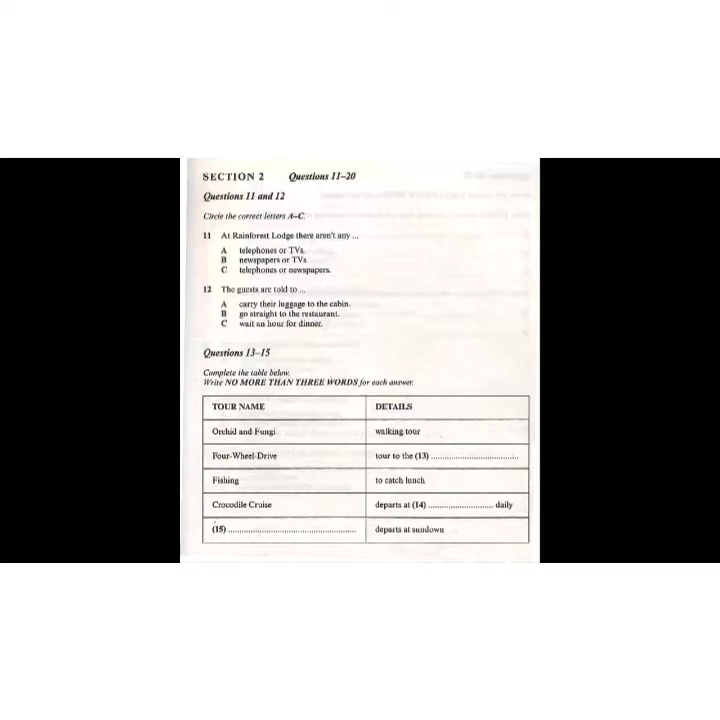 SECTION 2 Questions 11–20
Questions 11 and 12
Circle the correct letters A–C.
11 At Rainforest Lodge there aren't any ...
A telephones or TVs.
B newspapers or TVs
C telephones or newspapers.
12 The guests are told to ...
A carry their luggage to the cabin.
B go straight to the restaurant.
C wait an hour for dinner.
Questions 13–15
Complete the table below.
Write NO MORE THAN THREE WORDS for each answer.
TOUR NAME DETAILS
Orchid and Fungi walking tour
Four-Wheel-Drive tour to the (13) ....................................
Fishing to catch lunch
Crocodile Cruise departs at (14) ........................... daily
(15) .................................................... departs at sundown